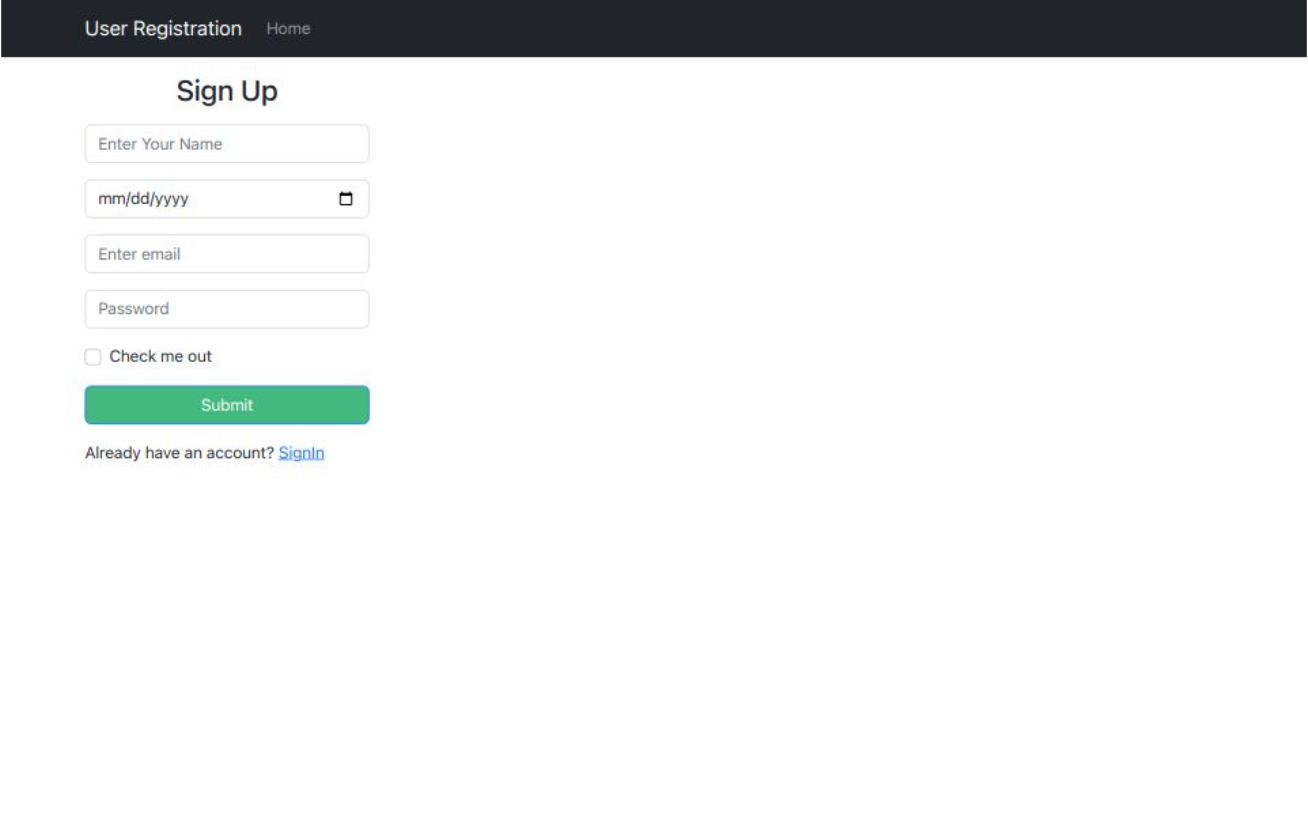 User Registration Home
Sign Up
Enter Your Name
mm/dd/yyyy
Enter email
Password
Check me out
Submit
Already have an account? SignIn